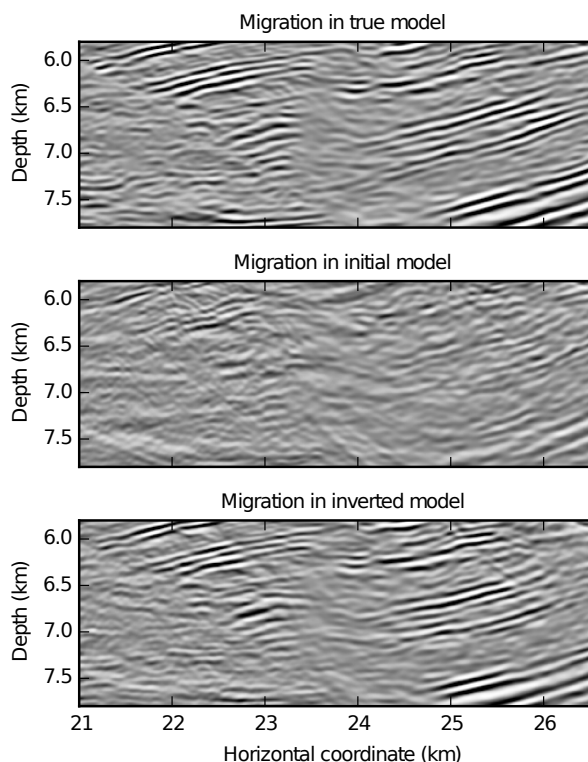 Migration in true model
6.0
6.5
7.0
7.5
Depth (km)
Migration in initial model
6.0
6.5
7.0
7.5
Depth (km)
Migration in inverted model
6.0
6.5
7.0
7.5
Depth (km)
21 22 23 24 25 26
Horizontal coordinate (km)